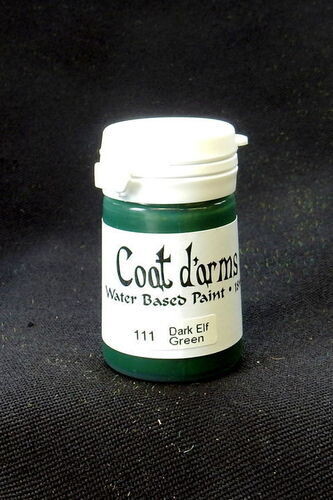 Coat d'arms
Water Based Paint •
111 Dark Elf
Green